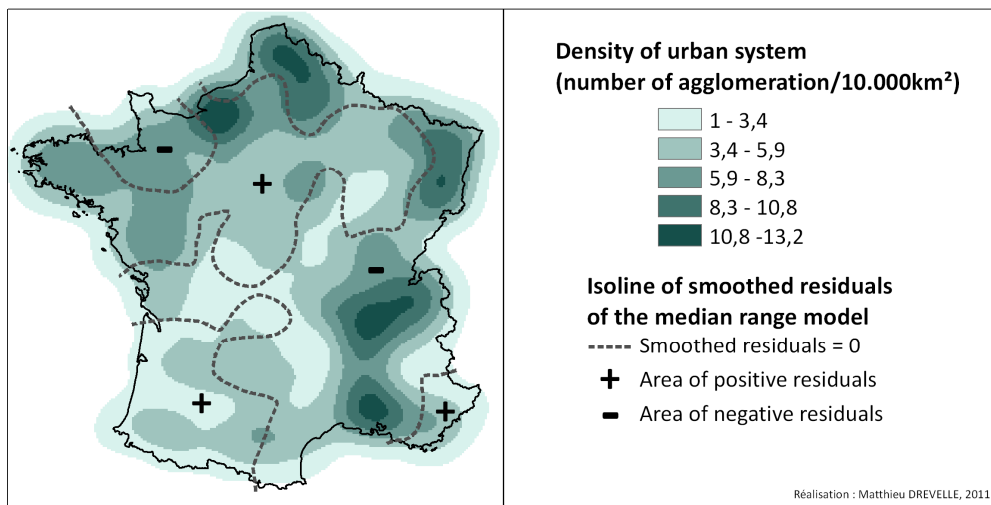 Density of urban system
(number of agglomeration/10.000km²)
1 - 3,4
3,4 - 5,9
5,9 - 8,3
8,3 - 10,8
10,8 -13,2
Isoline of smoothed residuals
of the median range model
Smoothed residuals = 0
+ Area of positive residuals
- Area of negative residuals
Réalisation : Matthieu DREVELLE, 2011